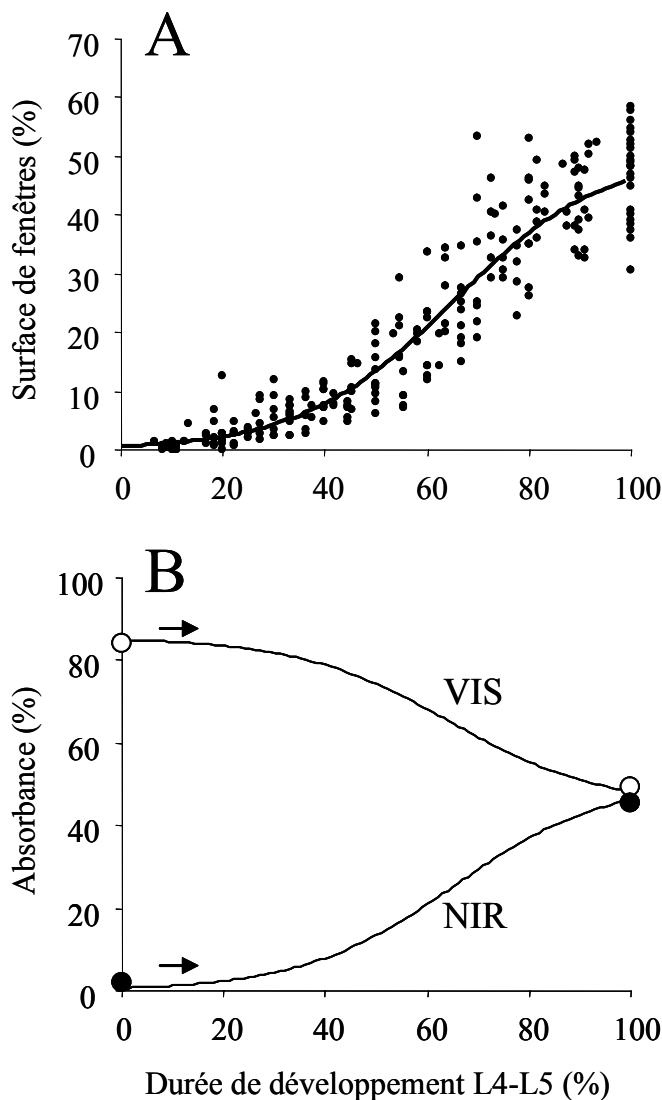 A
Surface de fenêtres (%)
70
60
50
40
30
20
10
0
0 20 40 60 80 100
B
Absorbance (%)
100
80
60
40
20
0
VIS
NIR
0 20 40 60 80 100
Durée de développement L4-L5 (%)